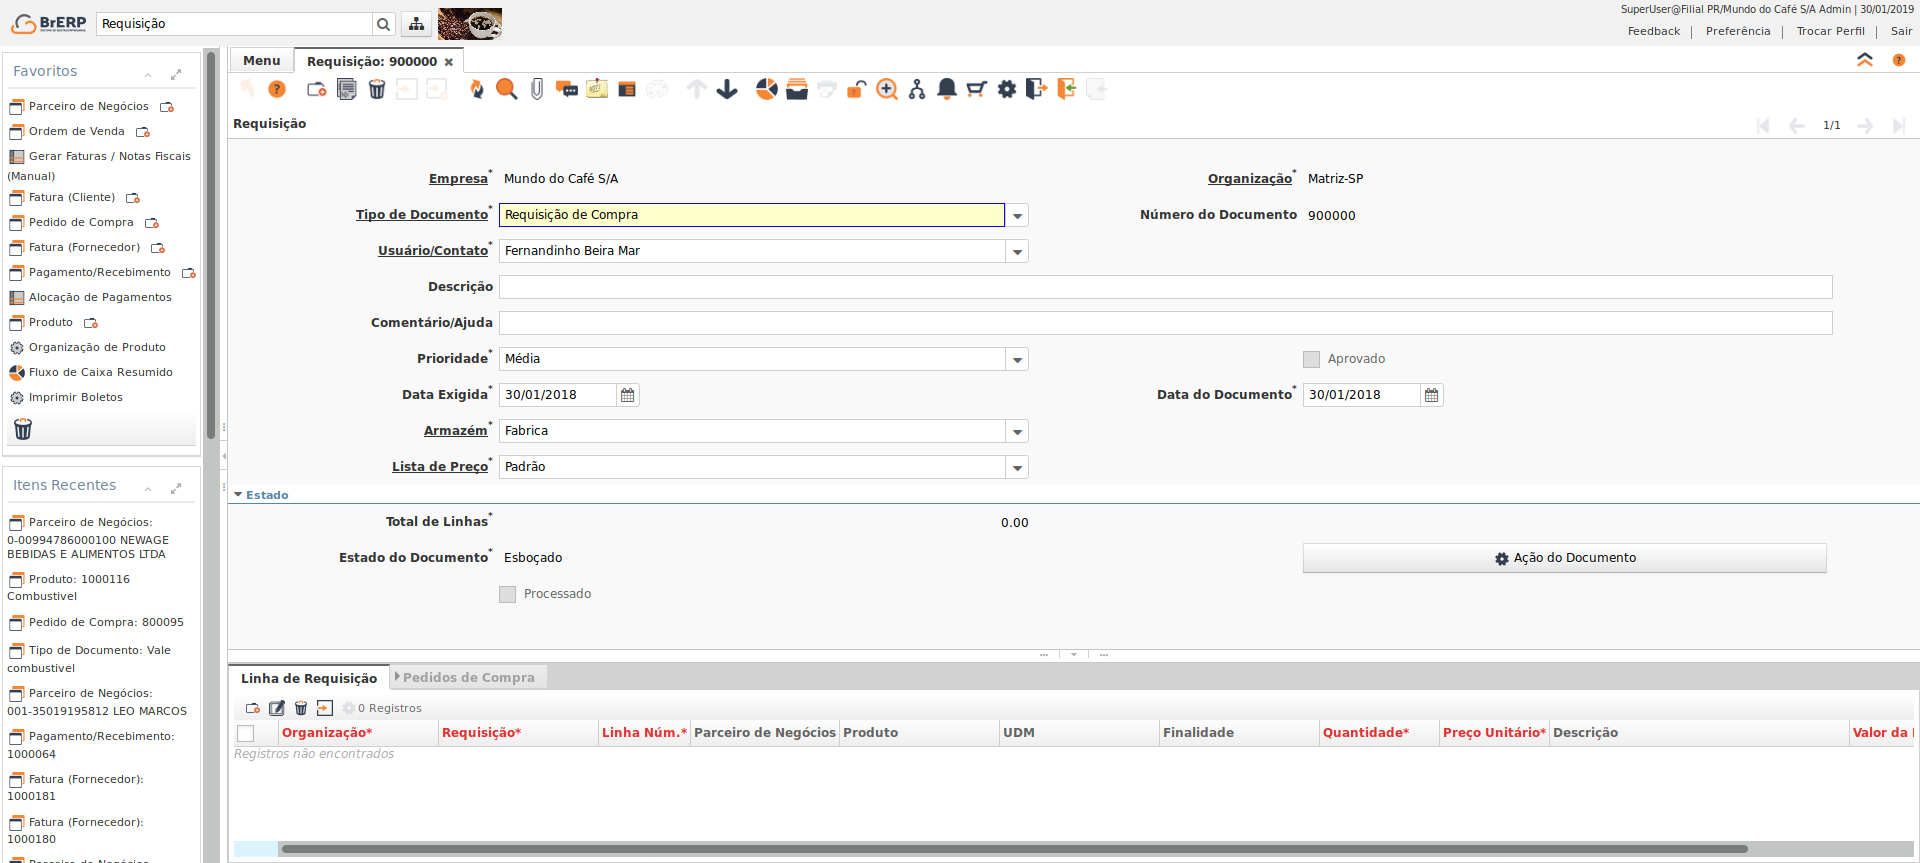 BrERP
Requisição
SuperUser@Filial PR/Mundo do Café S/A Admin | 30/01/2019
Feedback | Preferência | Trocar Perfil | Sair
Favoritos
Parceiro de Negócios
Ordem de Venda
Gerar Faturas / Notas Fiscais
(Manual)
Fatura (Cliente)
Pedido de Compra
Fatura (Fornecedor)
Pagamento/Recebimento
Alocação de Pagamentos
Produto
Organização de Produto
Fluxo de Caixa Resumido
Imprimir Boletos
Itens Recentes
Parceiro de Negócios:
0-00994786000100 NEWAGE
BEBIDAS E ALIMENTOS LTDA
Produto: 1000116
Combustivel
Pedido de Compra: 800095
Tipo de Documento: Vale
combustivel
Parceiro de Negócios:
001-35019195812 LEO MARCOS
Pagamento/Recebimento:
1000064
Fatura (Fornecedor):
1000181
Fatura (Fornecedor):
1000180
Parceiro de Negócios
Menu
Requisição: 900000
Requisição
1/1
Empresa* Mundo do Café S/A
Organização* Matriz-SP
Tipo de Documento* Requisição de Compra
Número do Documento 900000
Usuário/Contato* Fernandinho Beira Mar
Descrição
Comentário/Ajuda
Prioridade* Média
Aprovado
Data Exigida* 30/01/2018
Data do Documento* 30/01/2018
Armazém* Fabrica
Lista de Preço* Padrão
Estado
Total de Linhas* 0.00
Estado do Documento* Esboçado
Ação do Documento
Processado
Linha de Requisição
Pedidos de Compra
0 Registros
Organização* Requisição* Linha Núm.* Parceiro de Negócios Produto UDM Finalidade Quantidade* Preço Unitário* Descrição Valor da
Registros não encontrados